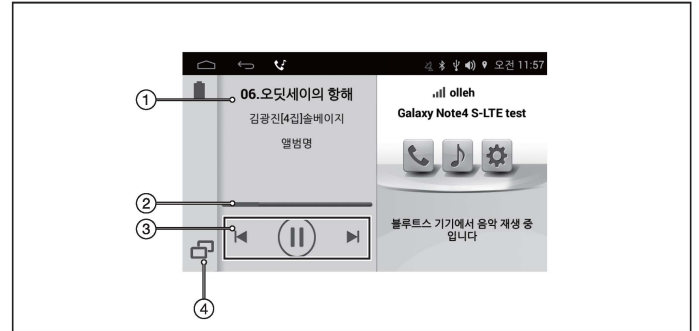 오전 11:57
① 06.오딧세이의 항해
김광진[4집]솔베이지
앨범명
②
③
④
olleh
Galaxy Note4 S-LTE test
블루트스 기기에서 음악 재생 중
입니다